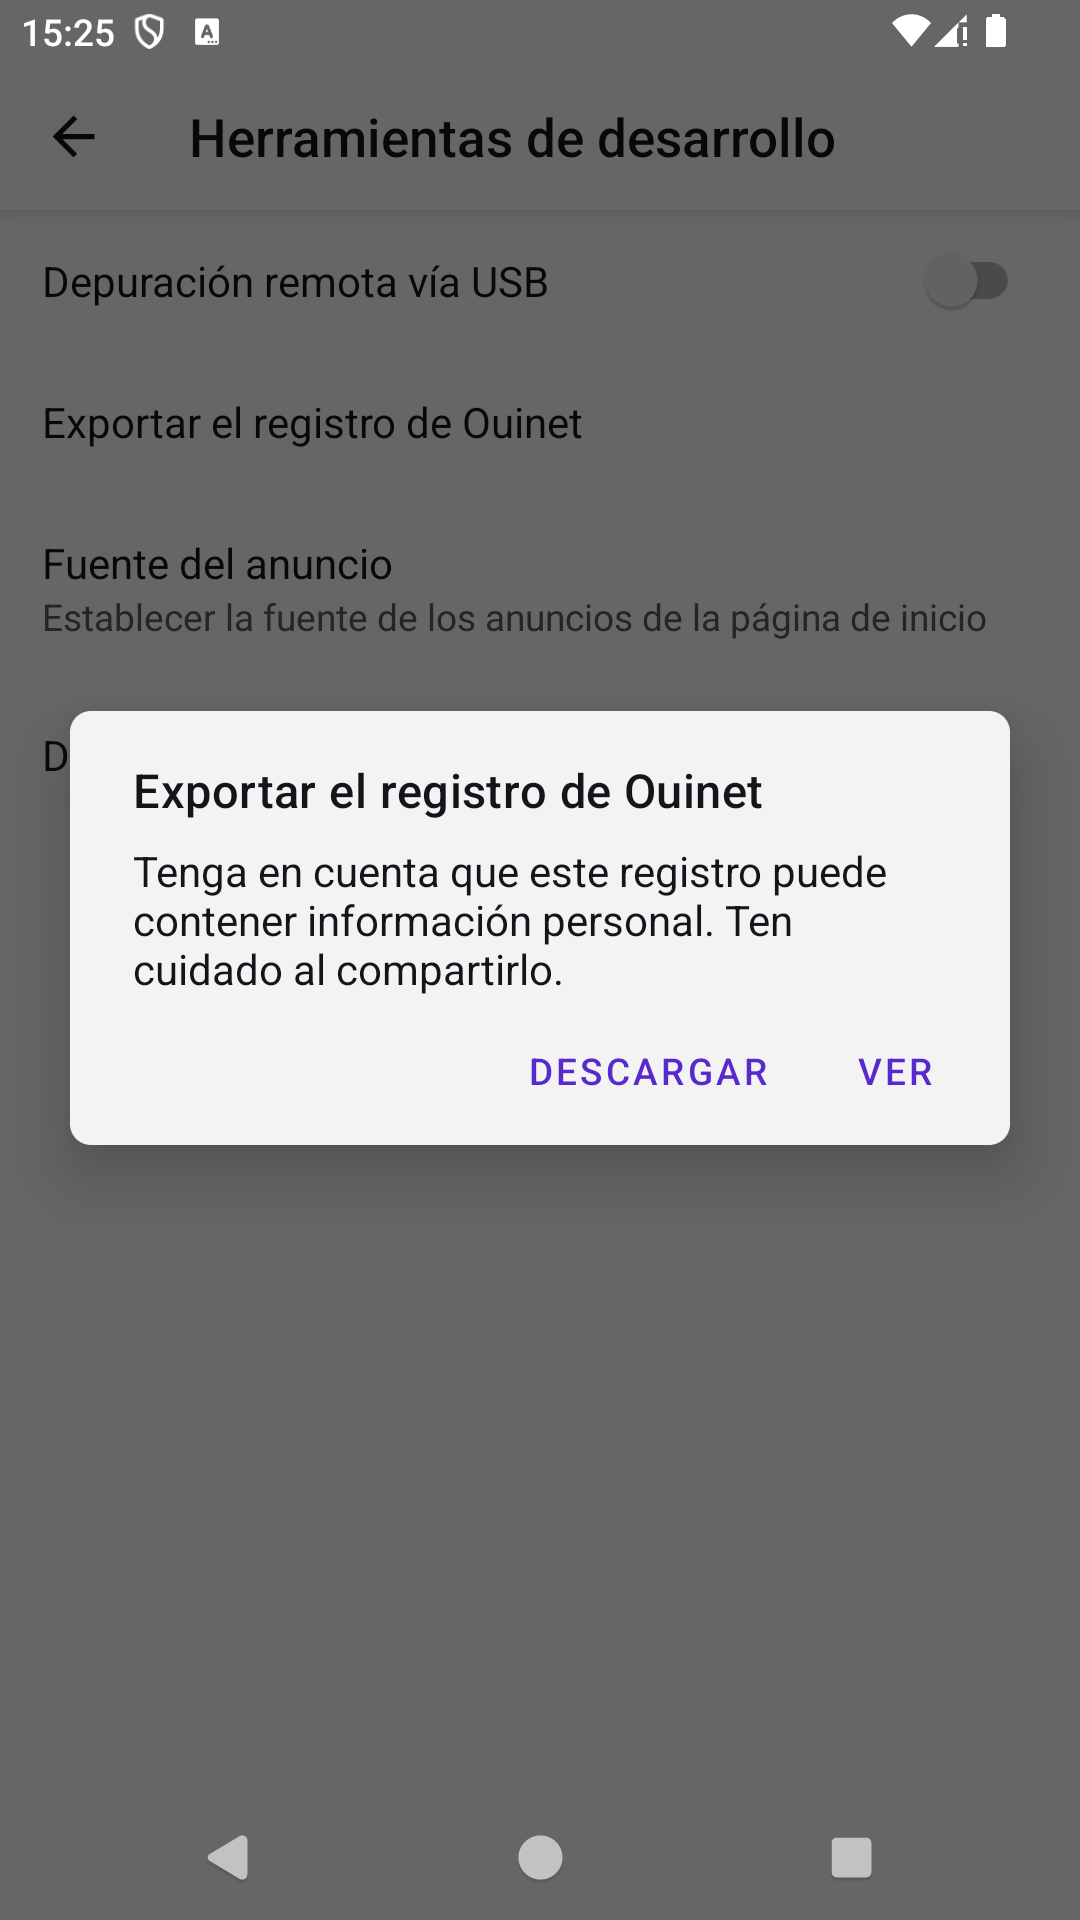 15:25
Herramientas de desarrollo
Depuración remota vía USB
Exportar el registro de Ouinet
Fuente del anuncio
Establecer la fuente de los anuncios de la página de inicio
D
Exportar el registro de Ouinet
Tenga en cuenta que este registro puede
contener información personal. Ten
cuidado al compartirlo.
DESCARGAR VER